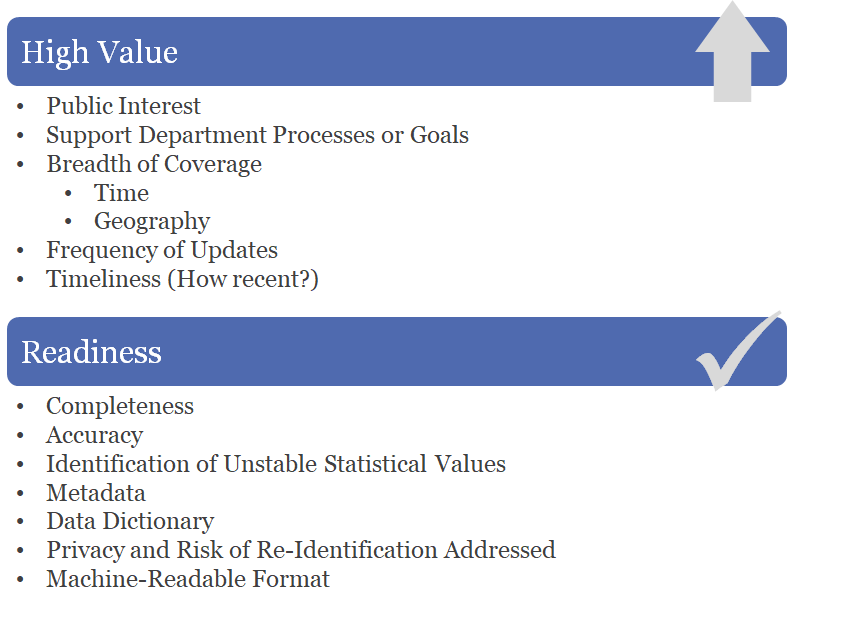 High Value
• Public Interest
• Support Department Processes or Goals
• Breadth of Coverage
• Time
• Geography
• Frequency of Updates
• Timeliness (How recent?)
Readiness
• Completeness
• Accuracy
• Identification of Unstable Statistical Values
• Metadata
• Data Dictionary
• Privacy and Risk of Re-Identification Addressed
• Machine-Readable Format